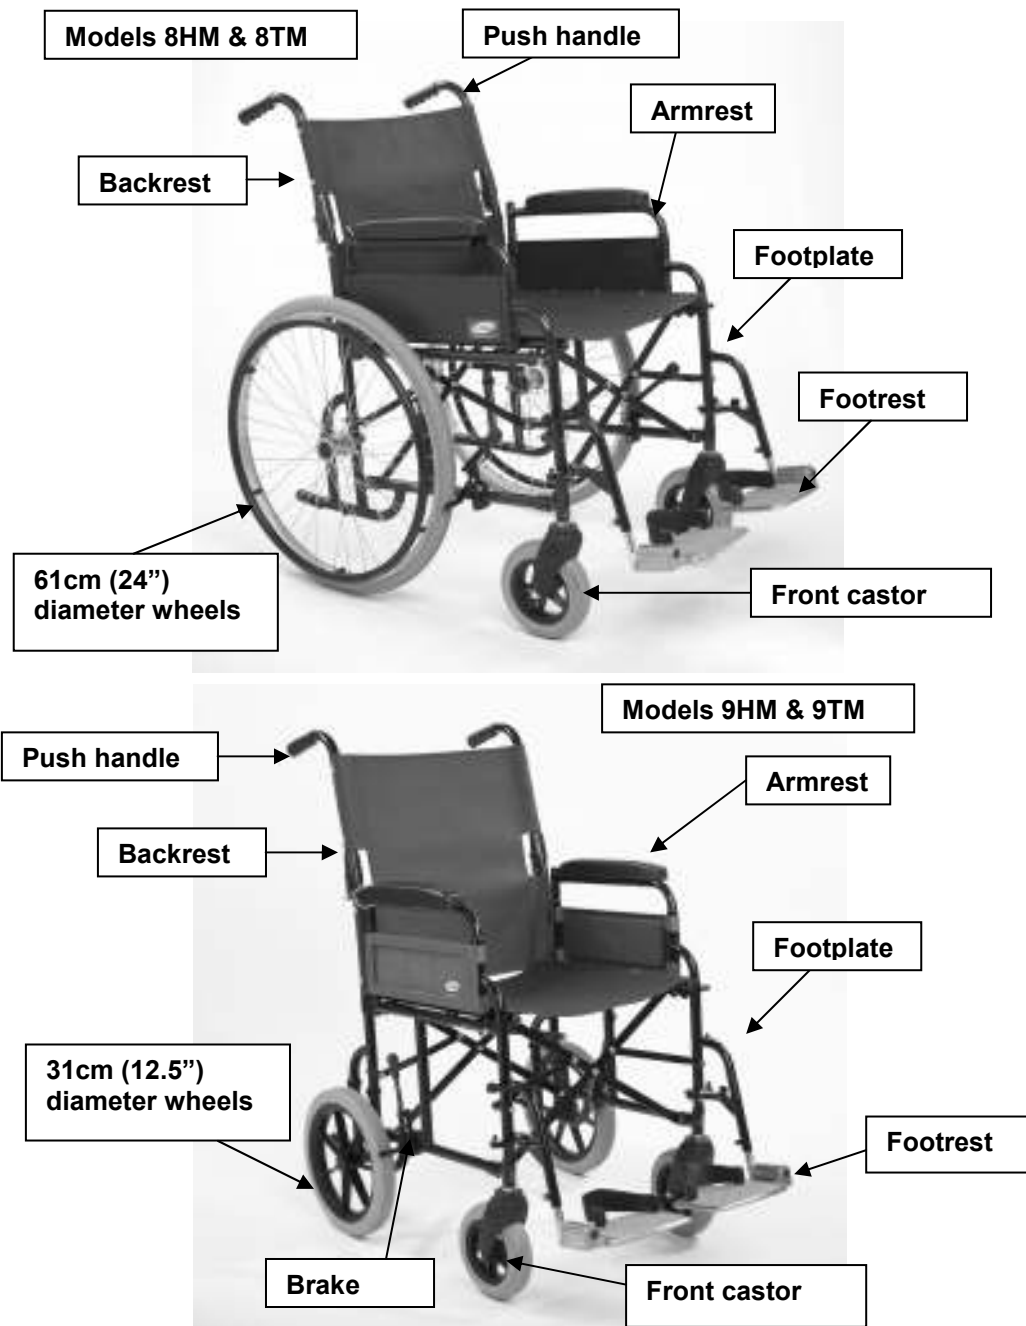 Models 8HM & 8TM
Push handle
Armrest
Backrest
Footplate
Footrest
61cm (24”)
diameter wheels
Front castor
Models 9HM & 9TM
Push handle
Armrest
Backrest
Footplate
31cm (12.5”)
diameter wheels
Footrest
Brake
Front castor